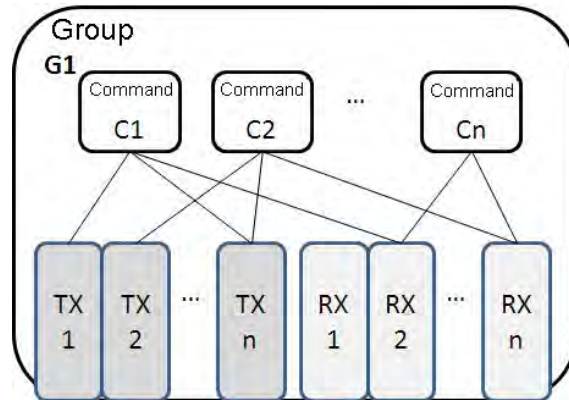 Group
G1
Command
C1
Command
C2
...
Command
Cn
TX
1
TX
2
...
TX
n
RX
1
RX
2
...
RX
n